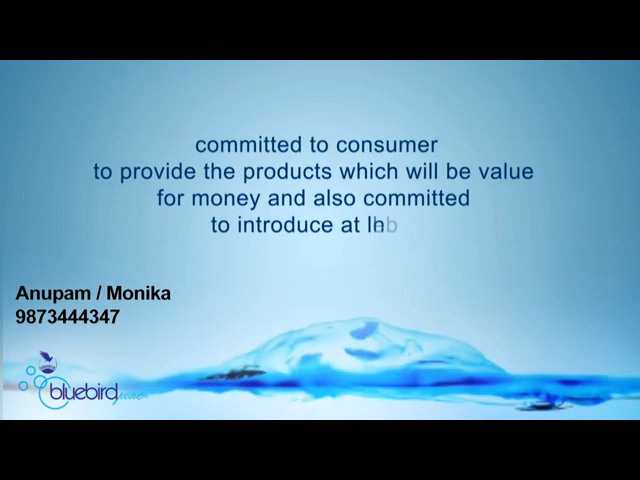 committed to consumer
to provide the products which will be value
for money and also committed
to introduce at
Anupam / Monika
9873444347
bluebird